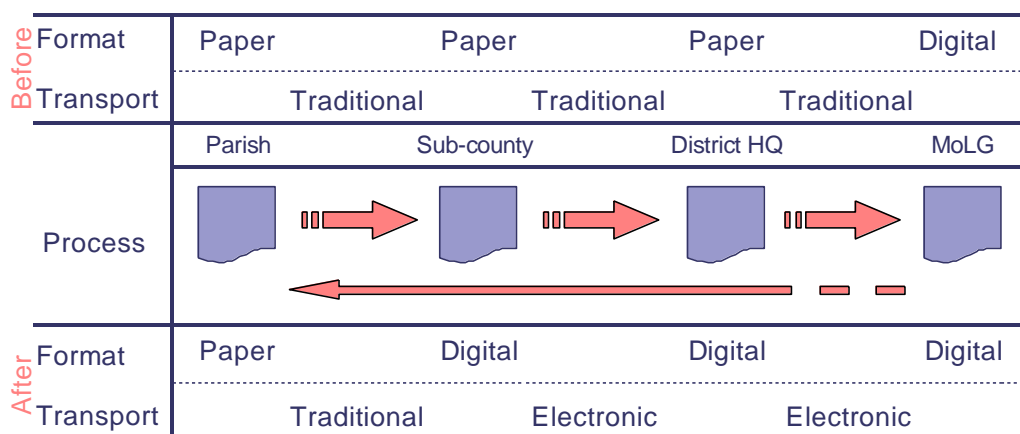 Before
Format Paper Paper Paper Digital
Transport Traditional Traditional Traditional
Parish Sub-county District HQ MoLG
Process
After
Format Paper Digital Digital Digital
Transport Traditional Electronic Electronic